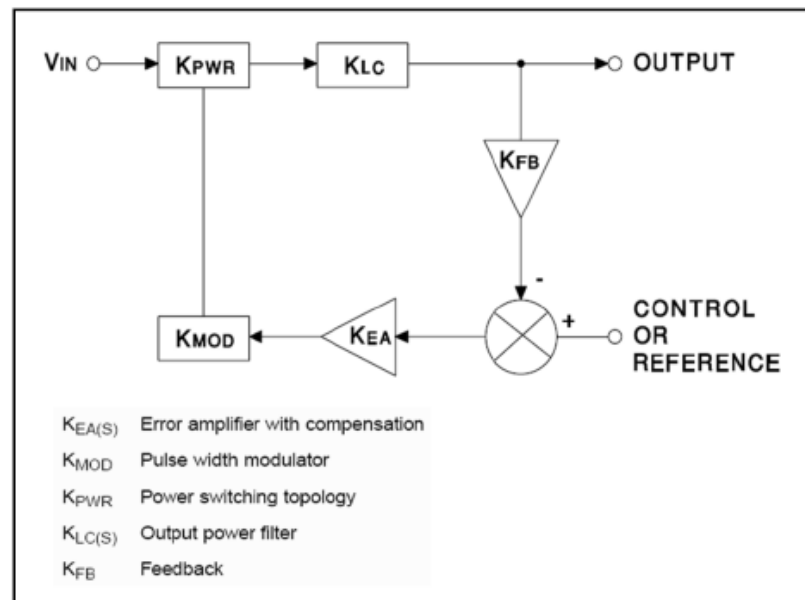 VIN
KPWR
KLC
OUTPUT
KFB
-
KMOD
KEA
+
CONTROL
OR
REFERENCE
KEA(S) Error amplifier with compensation
KMOD Pulse width modulator
KPWR Power switching topology
KLC(S) Output power filter
KFB Feedback